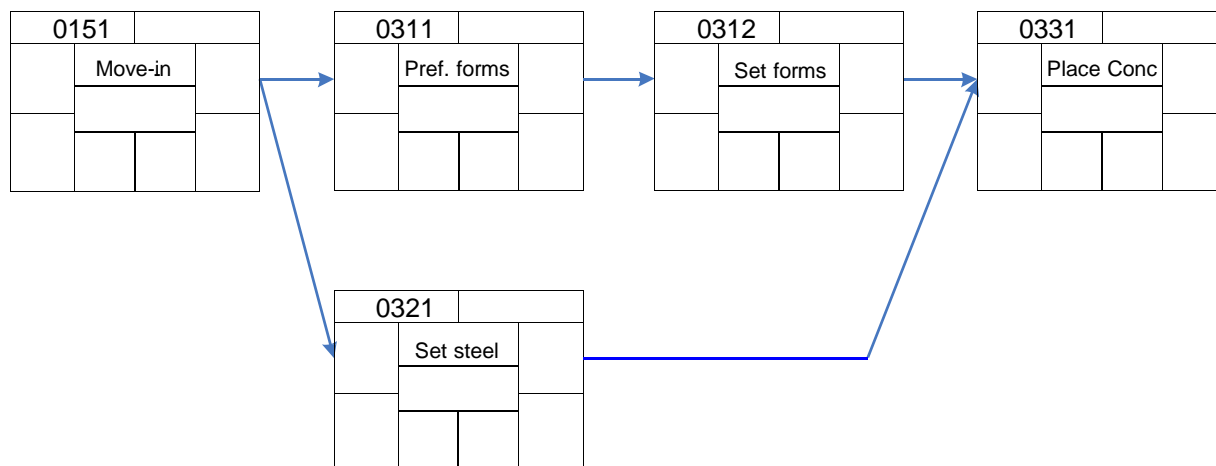 0151
Move-in
0311
Pref. forms
0312
Set forms
0331
Place Conc
0321
Set steel